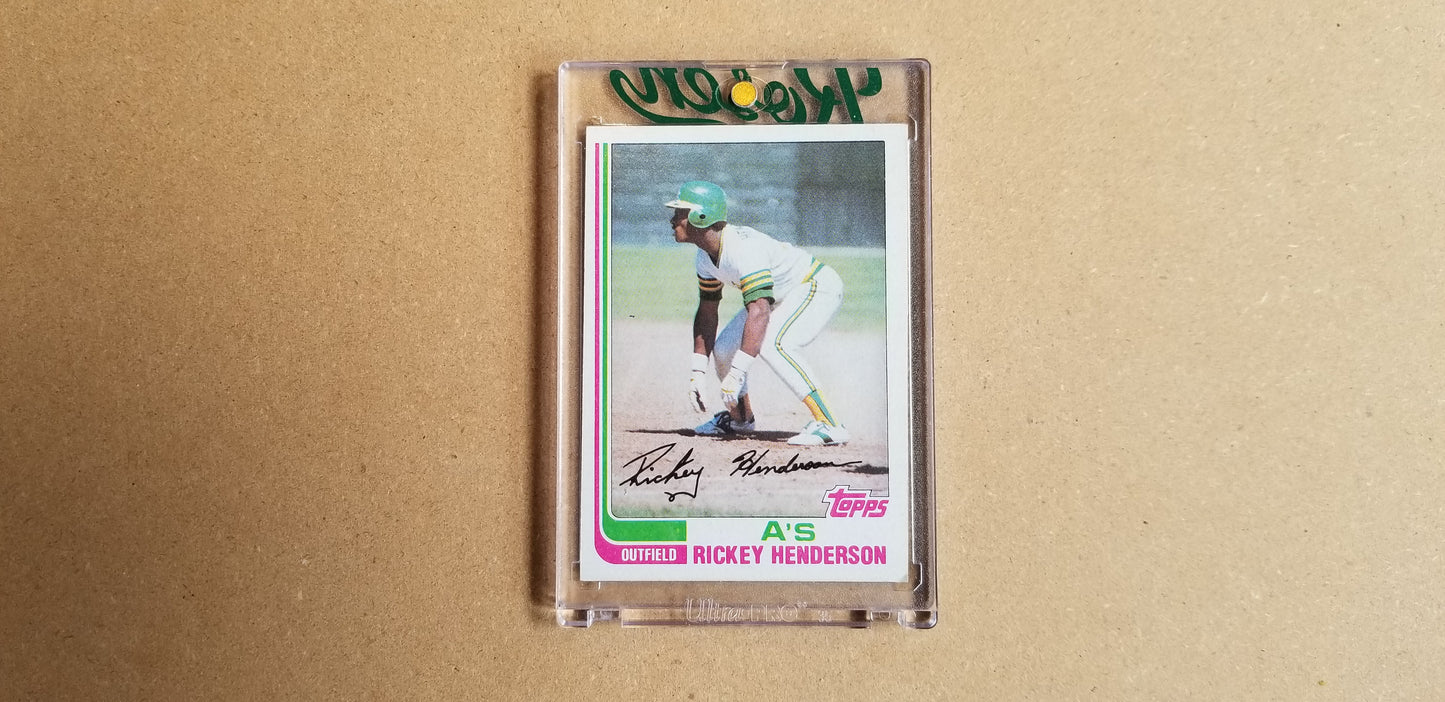 Rickey Henderson
topps
A'S
OUTFIELD RICKEY HENDERSON
Ultra PRO